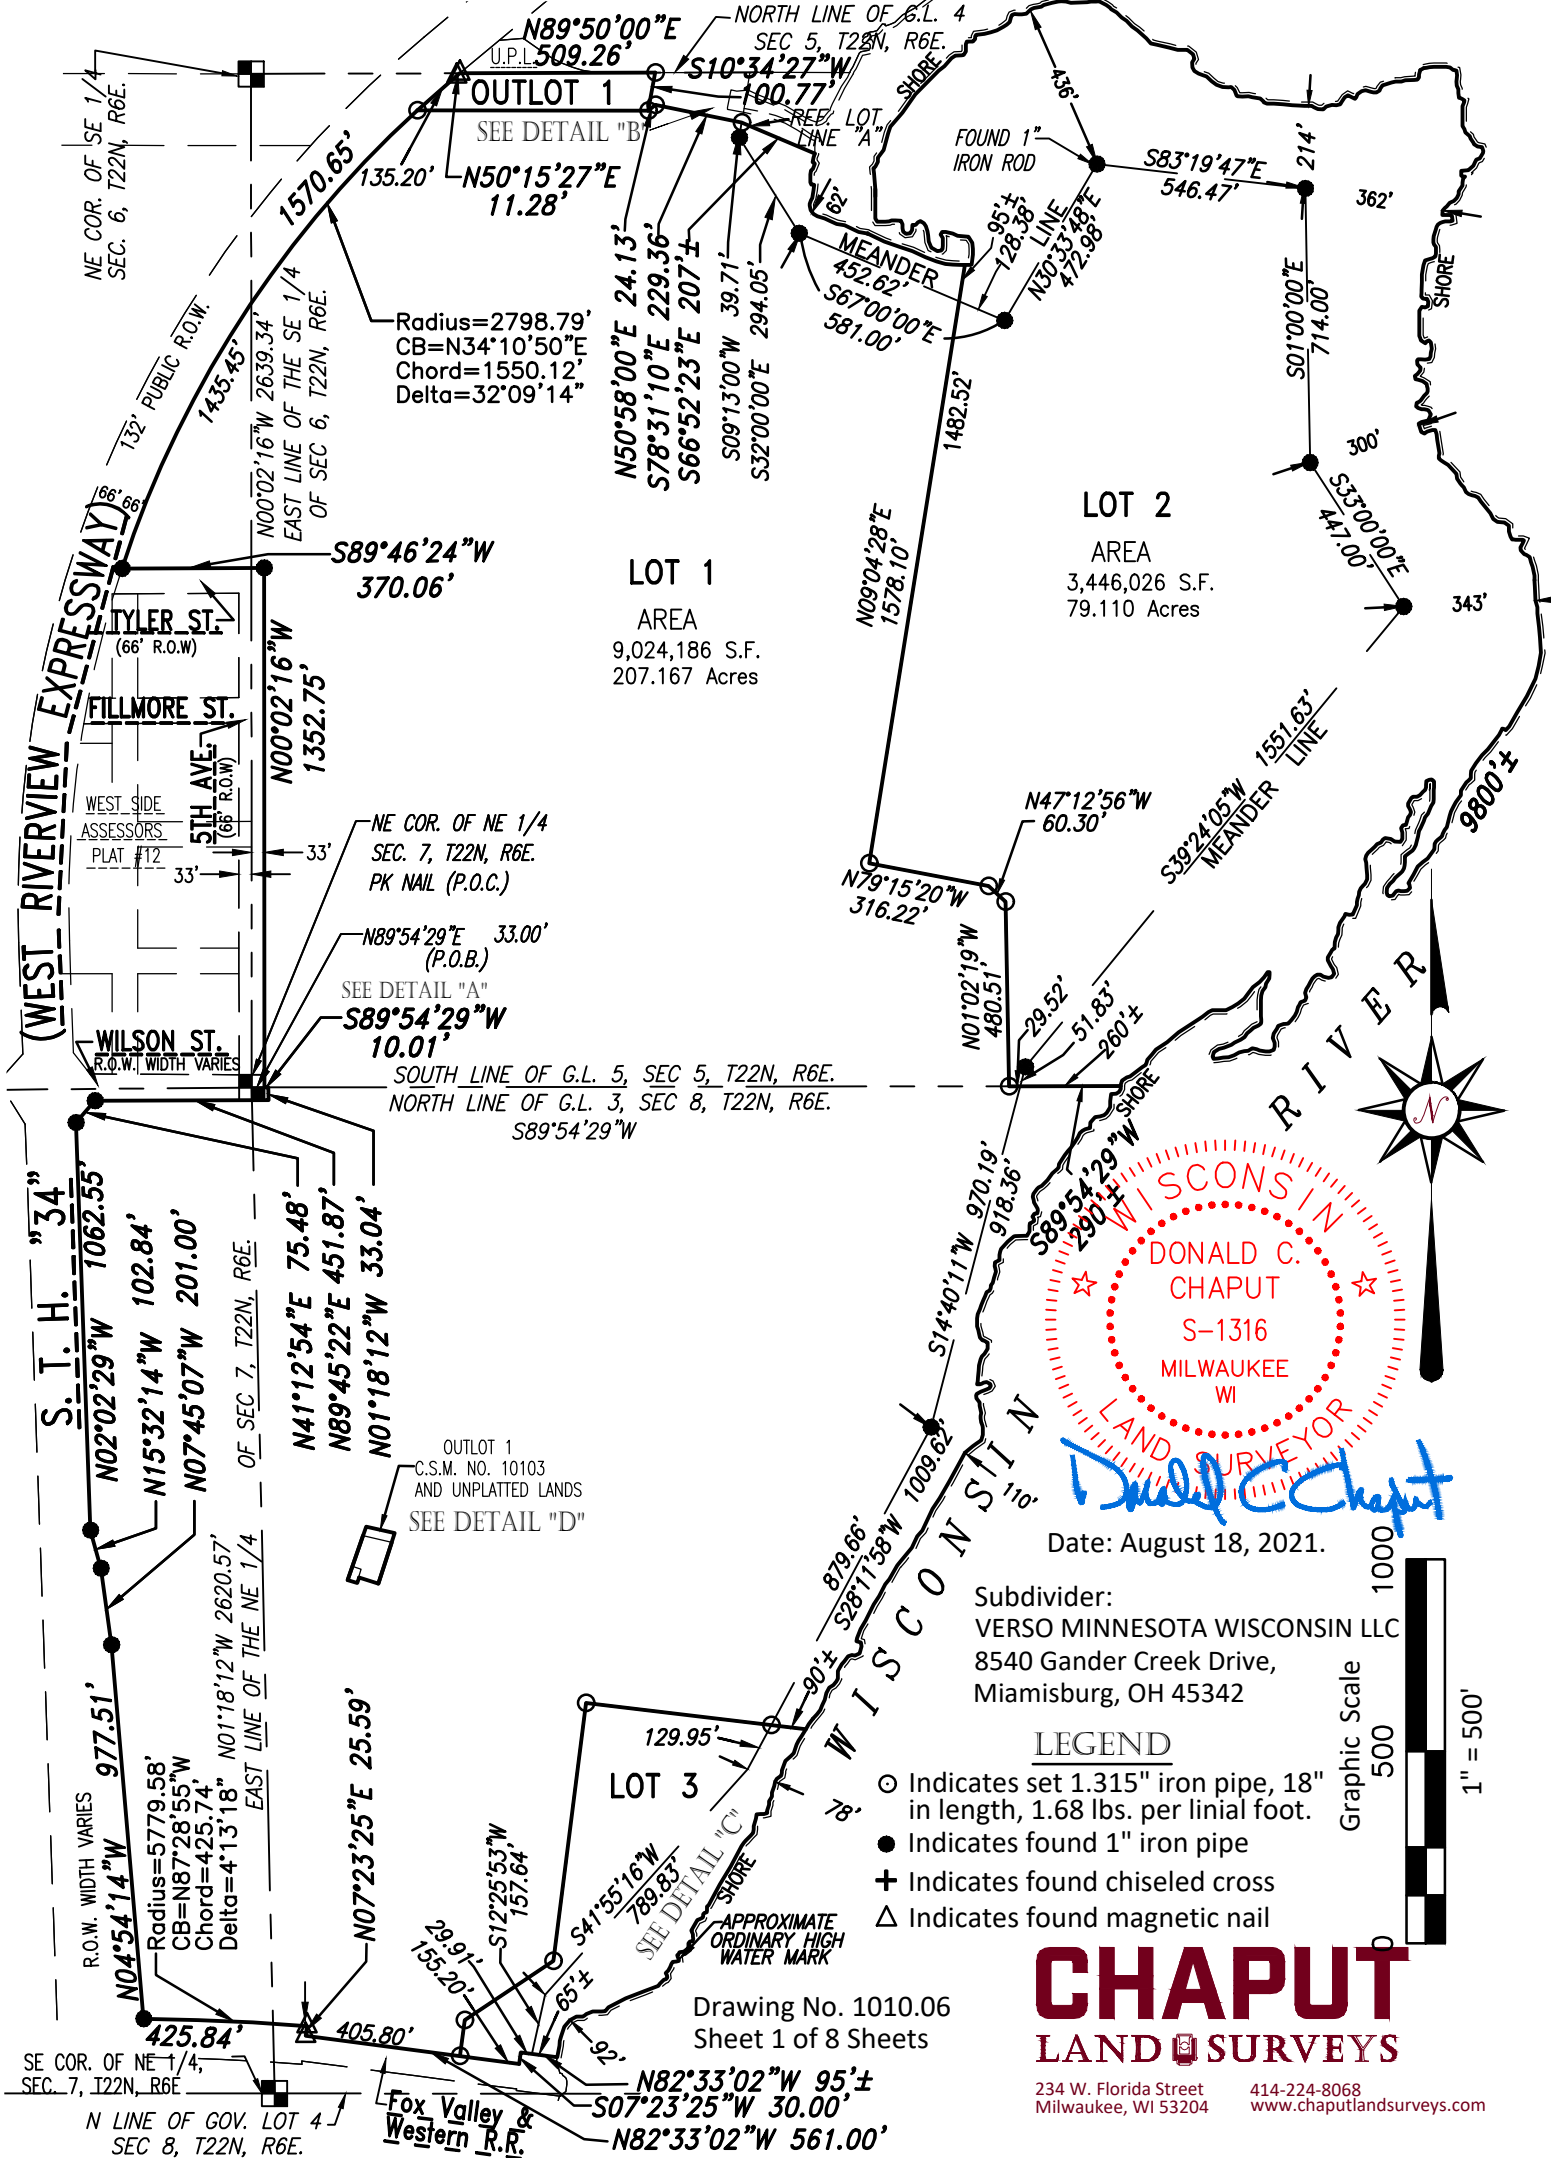 N89°50'00"E
509.26'
U.P.L.
NORTH LINE OF G.L. 4
SEC 5, T22N, R6E.
S10°34'27"W
100.77'
OUTLOT 1
SEE DETAIL "B"
REF. LOT
LINE "A"
NE COR. OF SE 1/4
SEC. 6, T22N, R6E.
1570.65'
135.20'
N50°15'27"E
11.28'
SHORE
436'
FOUND 1"
IRON ROD
S83°19'47"E
546.47'
214'
362'
SHORE
62'
MEANDER
452.62'
S67°00'00"E
581.00'
95'±
128.38'
LINE
N30°33'48"E
472.98'
S01°00'00"E
714.00'
Radius=2798.79'
CB=N34°10'50"E
Chord=1550.12'
Delta=32°09'14"
N50°58'00"E 24.13'
S78°31'10"E 229.36'
S66°52'23"E 207'±
S09°13'00"W 39.71'
S32°00'00"E 294.05'
132' PUBLIC R.O.W.
1435.45'
N00°02'16"W 2639.34'
EAST LINE OF THE SE 1/4
OF SEC 6, T22N, R6E.
66' 66'
1482.52'
N09°04'28"E
1578.10'
300'
S33°00'00"E
447.00'
343'
S89°46'24"W
370.06'
LOT 1
AREA
9,024,186 S.F.
207.167 Acres
LOT 2
AREA
3,446,026 S.F.
79.110 Acres
(WEST RIVERVIEW EXPRESSWAY)
TYLER ST.
(66' R.O.W)
FILLMORE ST.
5TH AVE.
(66' R.O.W)
N00°02'16"W
1352.75'
WEST SIDE
ASSESSORS
PLAT #12
33'
33'
NE COR. OF NE 1/4
SEC. 7, T22N, R6E.
PK NAIL (P.O.C.)
N89°54'29"E 33.00'
(P.O.B.)
SEE DETAIL "A"
S89°54'29"W
10.01'
WILSON ST.
R.O.W. WIDTH VARIES
N47°12'56"W
60.30'
N79°15'20"W
316.22'
N01°02'19"W
480.51'
S39°24'05"W 1551.63'
MEANDER LINE
9800'±
29.52'
51.83'
260'±
SHORE
SOUTH LINE OF G.L. 5, SEC 5, T22N, R6E.
NORTH LINE OF G.L. 3, SEC 8, T22N, R6E.
S89°54'29"W
S89°54'29"W
290'±
WISCONSIN RIVER
N
S. T. H. "34"
N02°02'29"W 1062.55'
N15°32'14"W 102.84'
N07°45'07"W 201.00'
N41°12'54"E 75.48'
N89°45'22"E 451.87'
N01°18'12"W 33.04'
N01°18'12"W 2620.57'
EAST LINE OF THE NE 1/4 OF SEC 7, T22N, R6E.
OUTLOT 1
C.S.M. NO. 10103
AND UNPLATTED LANDS
SEE DETAIL "D"
S14°40'11"W 970.19'
918.36'
110'
879.66'
S28°11'58"W 1009.62'
90'±
WISCONSIN
DONALD C.
CHAPUT
S-1316
MILWAUKEE
WI
LAND SURVEYOR
Donald C Chaput
Date: August 18, 2021.
Subdivider:
VERSO MINNESOTA WISCONSIN LLC
8540 Gander Creek Drive,
Miamisburg, OH 45342
LEGEND
Indicates set 1.315" iron pipe, 18"
in length, 1.68 lbs. per linial foot.
Indicates found 1" iron pipe
Indicates found chiseled cross
Indicates found magnetic nail
Graphic Scale
0 500 1000
1" = 500'
R.O.W. WIDTH VARIES
N04°54'14"W 977.51'
Radius=5779.58'
CB=N87°28'55"W
Chord=425.74'
Delta=4°13'18"
N07°23'25"E 25.59'
129.95'
LOT 3
78'
S12°25'53"W
157.64'
S41°55'16"W
789.83'
SEE DETAIL "C"
SHORE
29.91'
155.20'
65'±
92'
APPROXIMATE
ORDINARY HIGH
WATER MARK
Drawing No. 1010.06
Sheet 1 of 8 Sheets
425.84'
405.80'
SE COR. OF NE 1/4,
SEC. 7, T22N, R6E
N LINE OF GOV. LOT 4
SEC 8, T22N, R6E.
Fox Valley &
Western R.R.
N82°33'02"W 95'±
S07°23'25"W 30.00'
N82°33'02"W 561.00'
CHAPUT
LAND SURVEYS
234 W. Florida Street
Milwaukee, WI 53204
414-224-8068
www.chaputlandsurveys.com